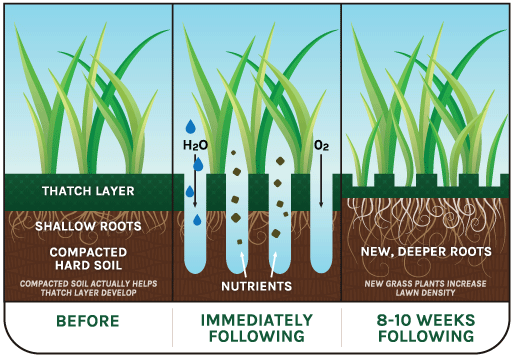 THATCH LAYER
SHALLOW ROOTS
COMPACTED
HARD SOIL
COMPACTED SOIL ACTUALLY HELPS
THATCH LAYER DEVELOP
BEFORE
H2O
O2
NUTRIENTS
IMMEDIATELY
FOLLOWING
NEW, DEEPER ROOTS
NEW GRASS PLANTS INCREASE
LAWN DENSITY
8-10 WEEKS
FOLLOWING